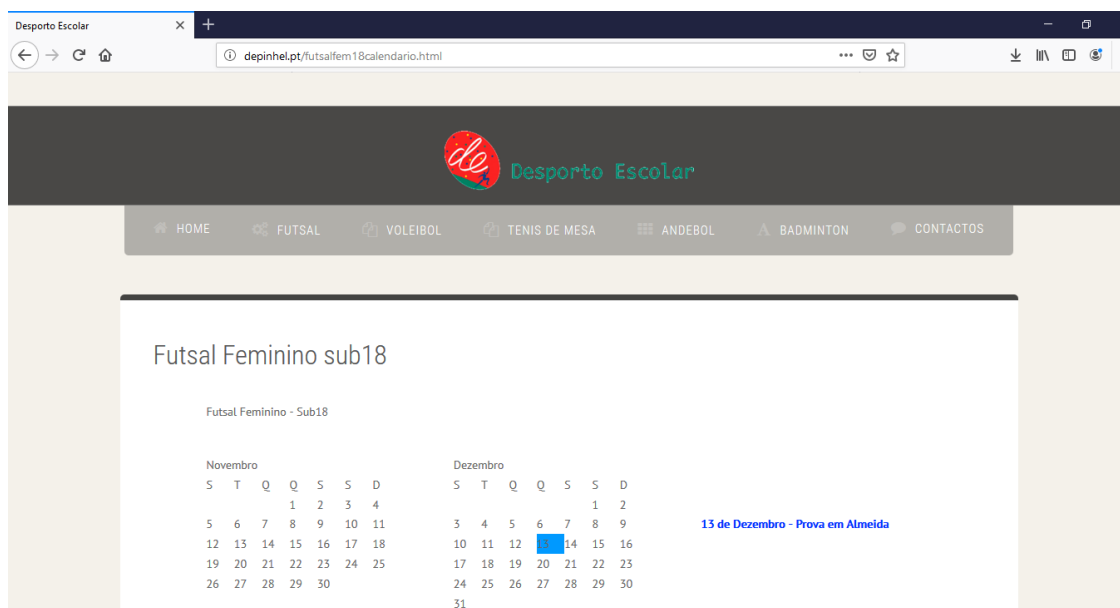 Desporto Escolar
depinhel.pt/futsalfem18calendario.html
de Desporto Escolar
HOME FUTSAL VOLEIBOL TENIS DE MESA ANDEBOL BADMINTON CONTACTOS
Futsal Feminino sub18
Futsal Feminino - Sub18
Novembro
S T Q Q S S D
1 2 3 4
5 6 7 8 9 10 11
12 13 14 15 16 17 18
19 20 21 22 23 24 25
26 27 28 29 30
Dezembro
S T Q Q S S D
1 2
3 4 5 6 7 8 9
10 11 12 13 14 15 16
17 18 19 20 21 22 23
24 25 26 27 28 29 30
31
13 de Dezembro - Prova em Almeida